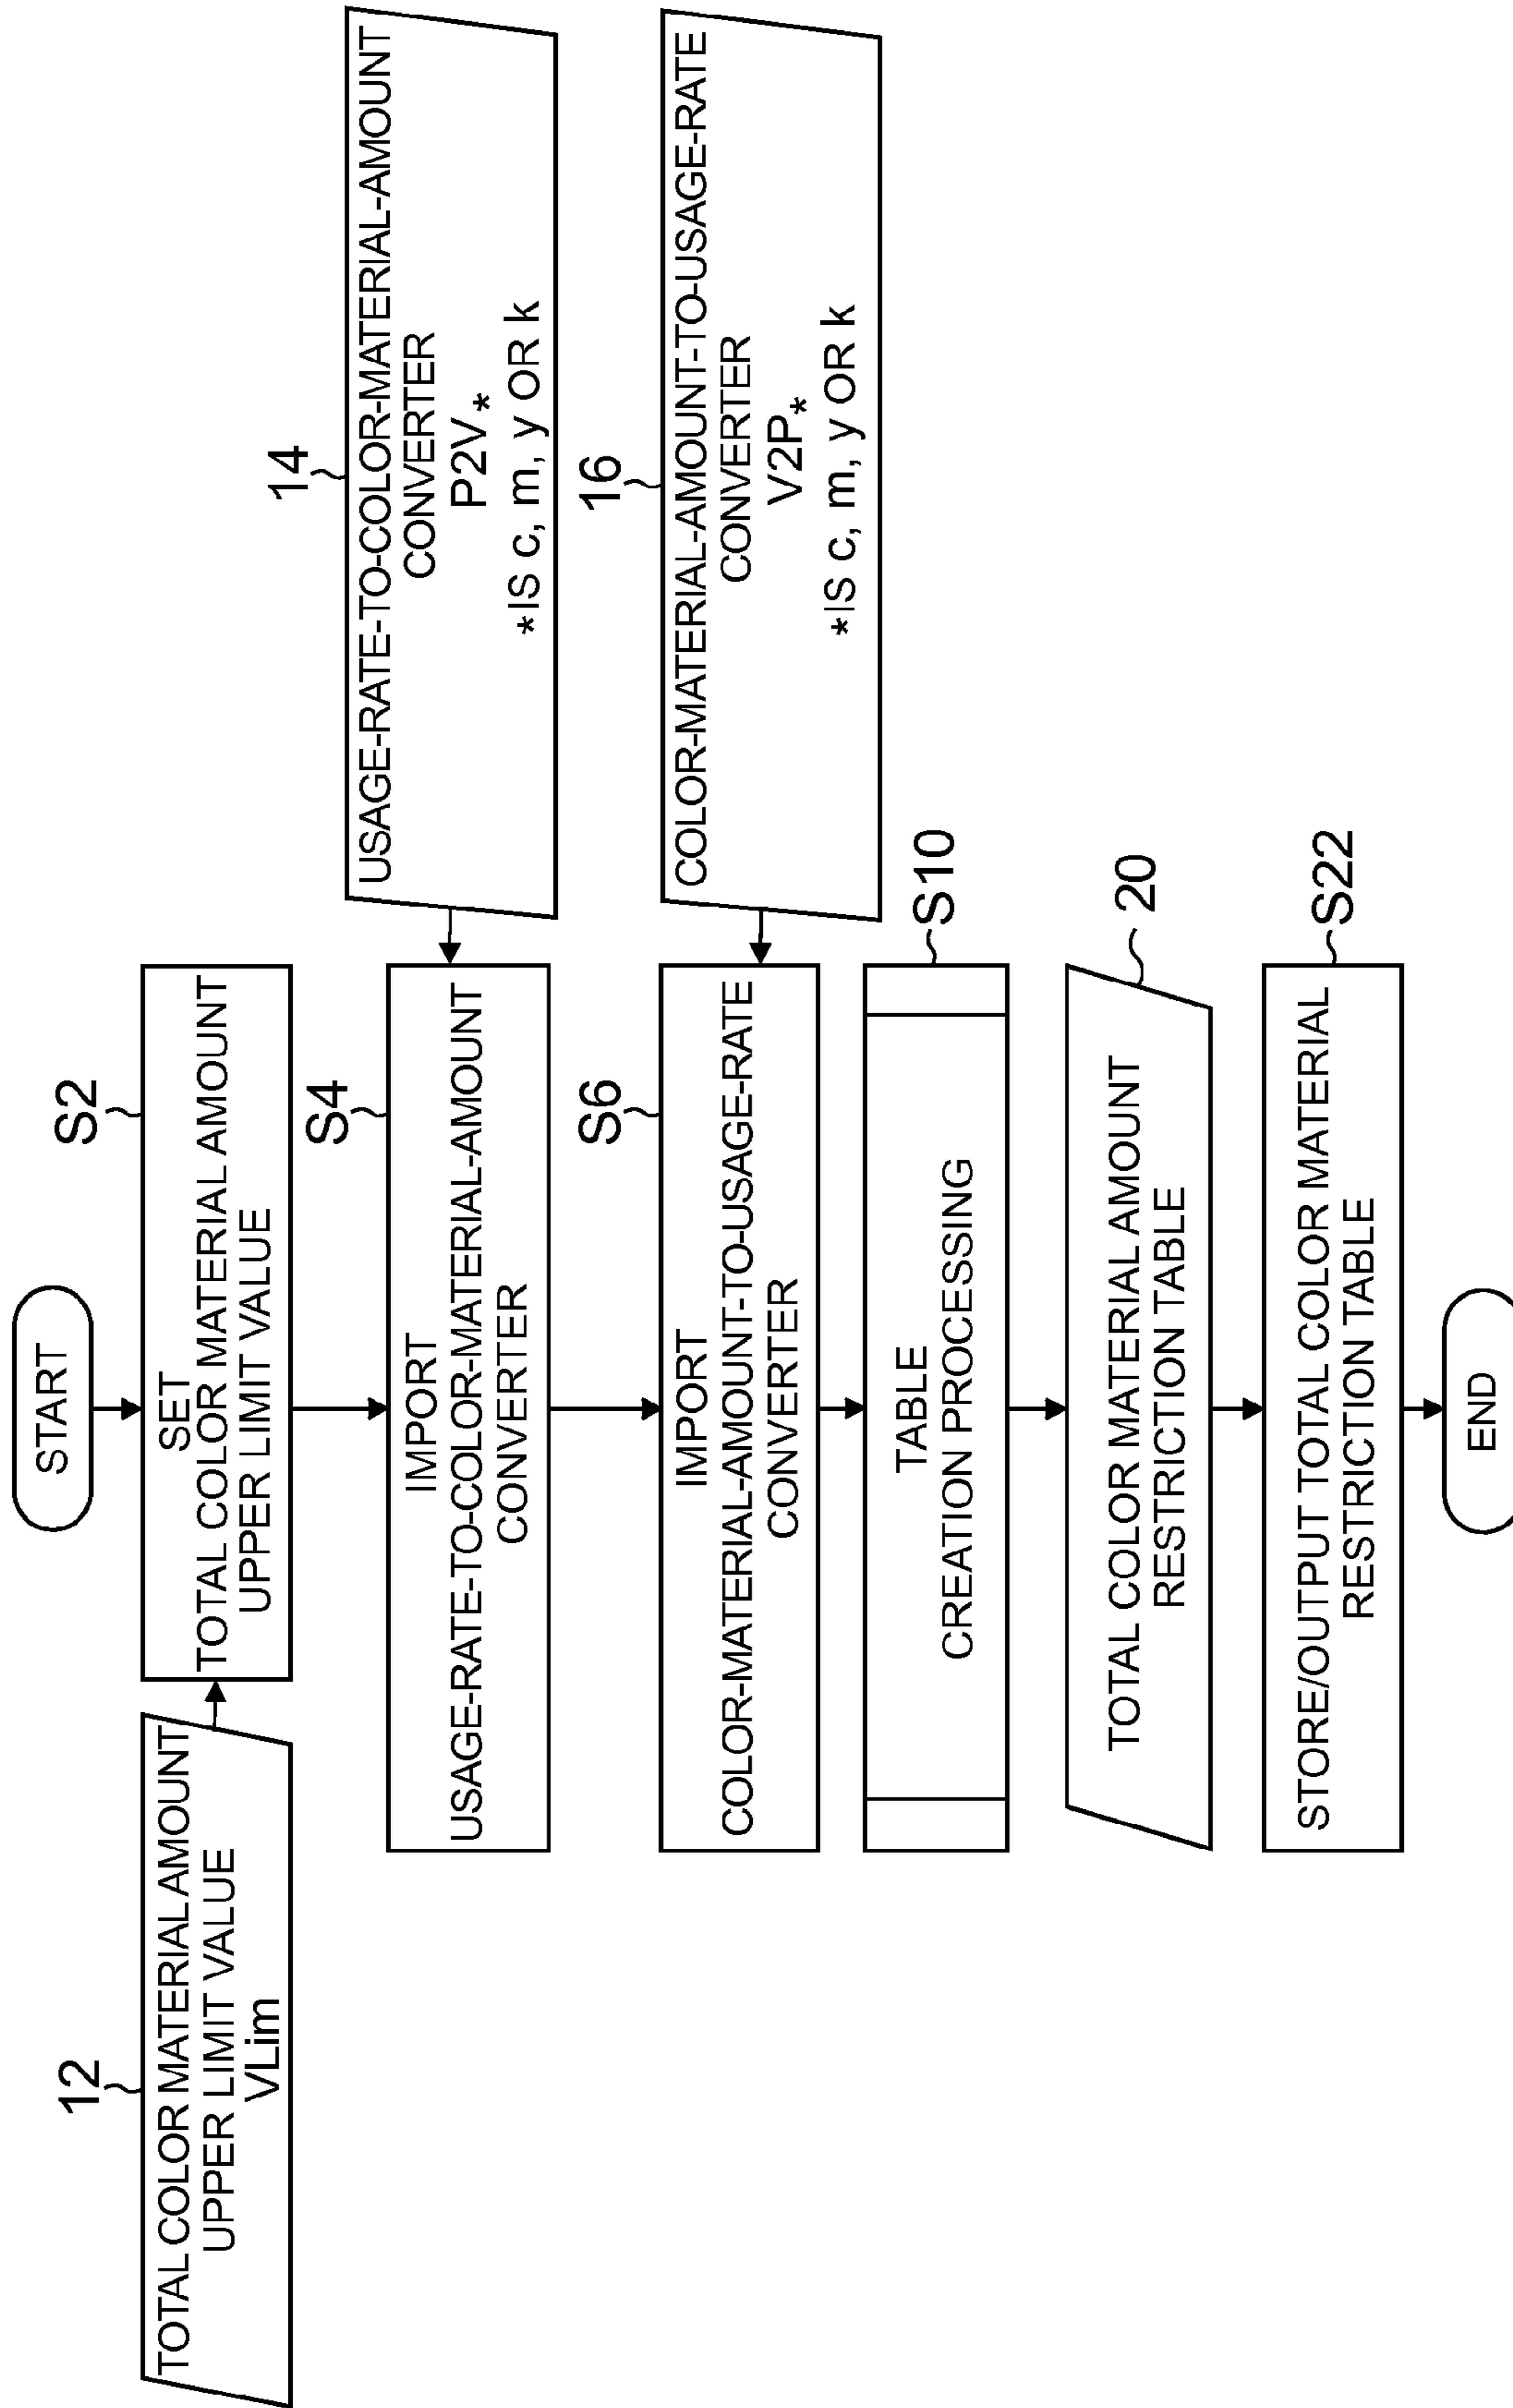 START
S2
SET
TOTAL COLOR MATERIAL AMOUNT
UPPER LIMIT VALUE
12
TOTAL COLOR MATERIAL AMOUNT
UPPER LIMIT VALUE
VLim
S4
IMPORT
USAGE-RATE-TO-COLOR-MATERIAL-AMOUNT
CONVERTER
14
USAGE-RATE-TO-COLOR-MATERIAL-AMOUNT
CONVERTER
P2V*
*IS c, m, y OR k
S6
IMPORT
COLOR-MATERIAL-AMOUNT-TO-USAGE-RATE
CONVERTER
16
COLOR-MATERIAL-AMOUNT-TO-USAGE-RATE
CONVERTER
V2P*
*IS c, m, y OR k
S10
TABLE
CREATION PROCESSING
20
TOTAL COLOR MATERIAL AMOUNT
RESTRICTION TABLE
S22
STORE/OUTPUT TOTAL COLOR MATERIAL
RESTRICTION TABLE
END